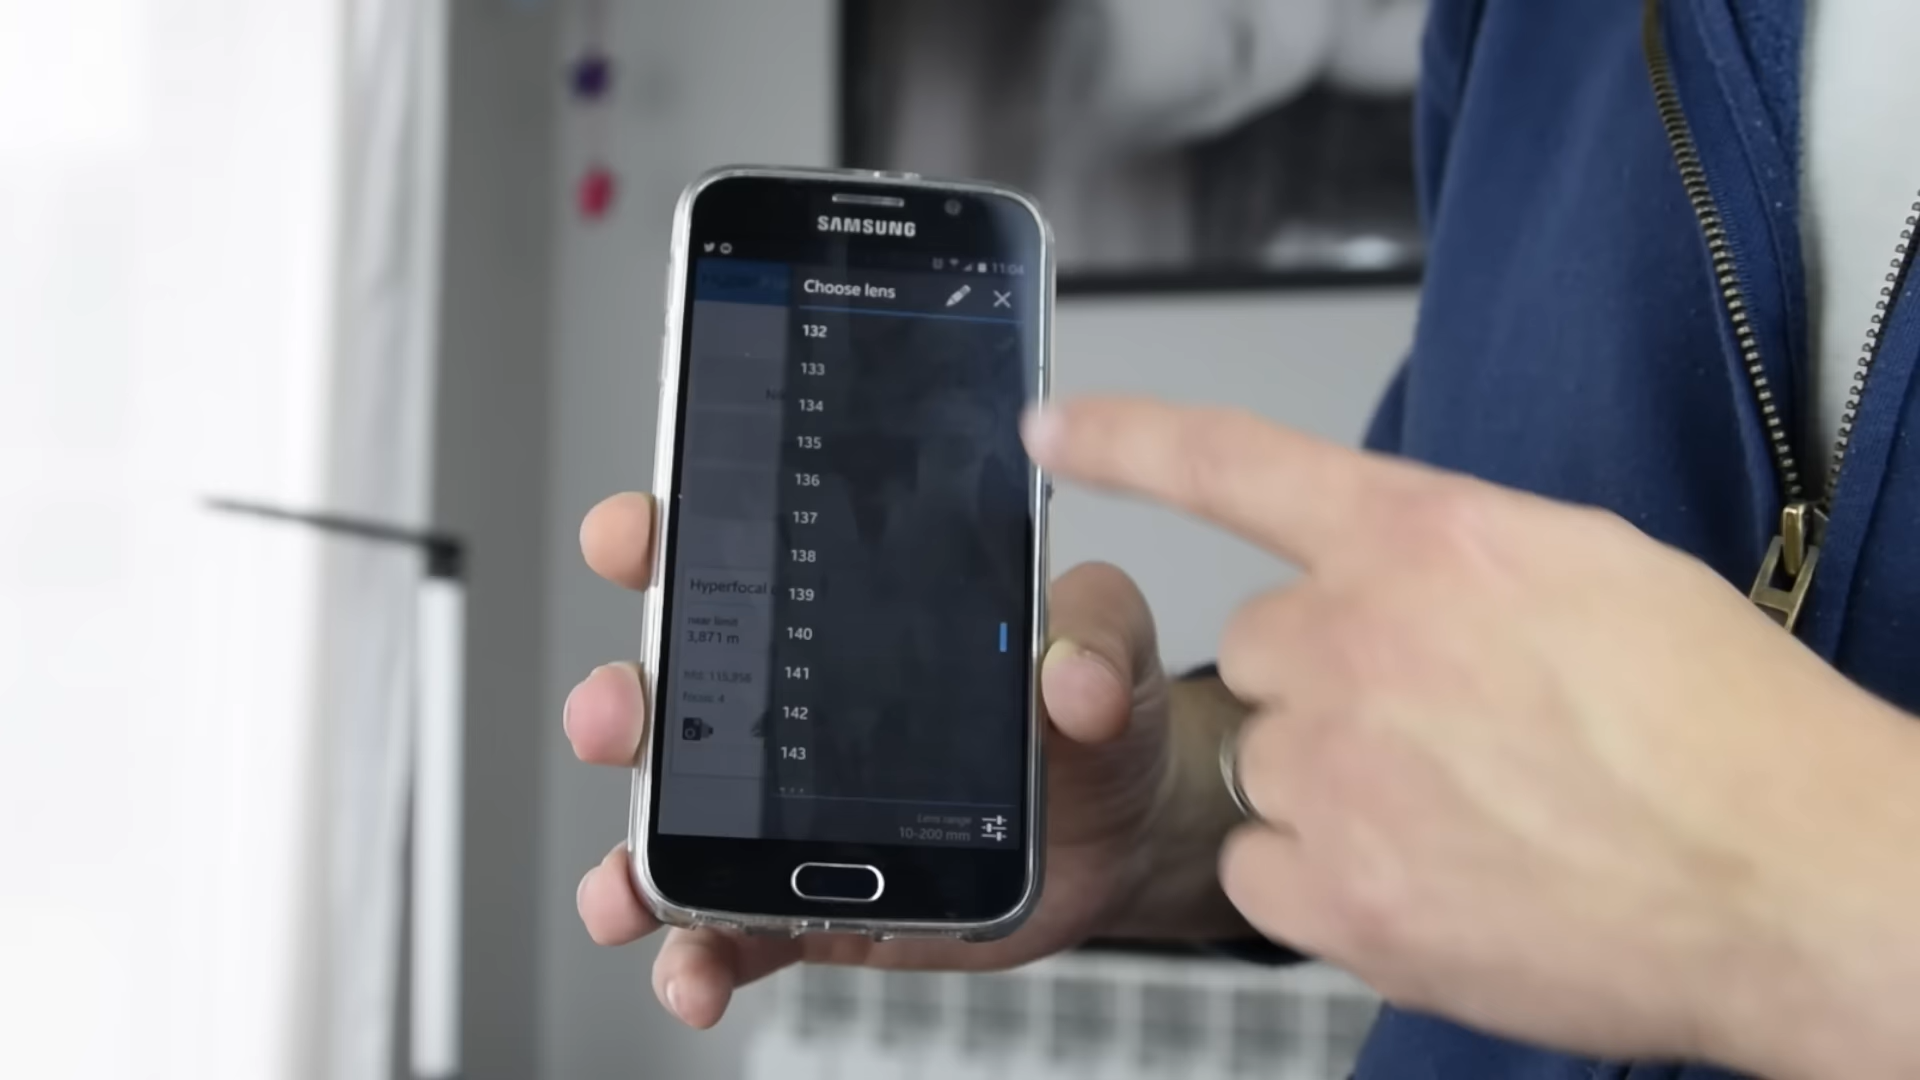 SAMSUNG
11:04
Choose lens
132
133
134
135
136
137
138
139
140
141
142
143
Hyperfocal
near limit
3,871 m
focus: 4
Lens range
10-200 mm